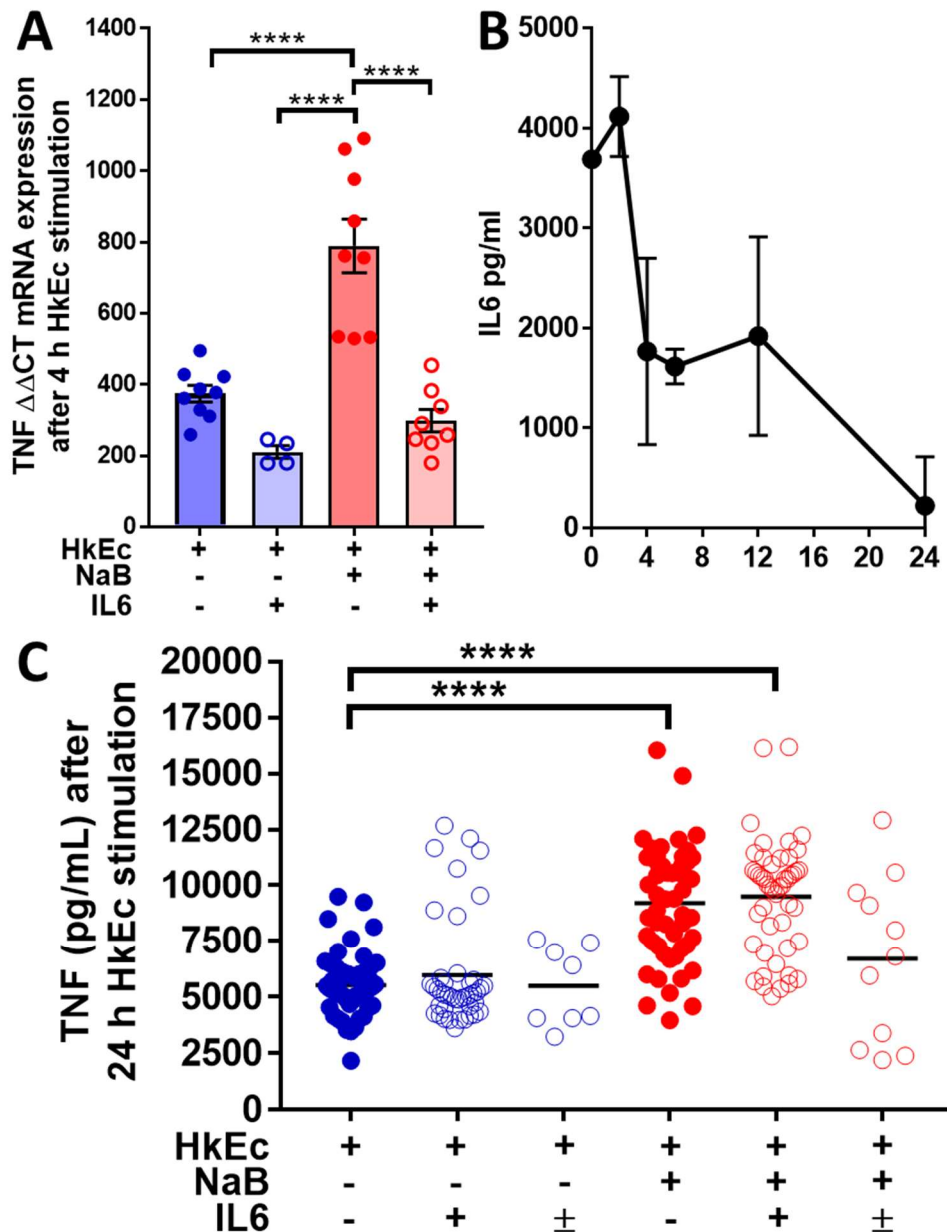 A
TNF ΔΔCT mRNA expression
after 4 h HkEc stimulation
1400
1200
1000
800
600
400
200
0
****
****
****
HkEc + + + +
NaB - - + +
IL6 - + - +
B
IL6 pg/ml
4000
3000
2000
1000
0
0 4 8 12 16 20 24
C
TNF (pg/mL) after
24 h HkEc stimulation
20000
17500
15000
12500
10000
7500
5000
2500
0
****
****
HkEc + + + + + +
NaB - - - + + +
IL6 - + ± - + ±